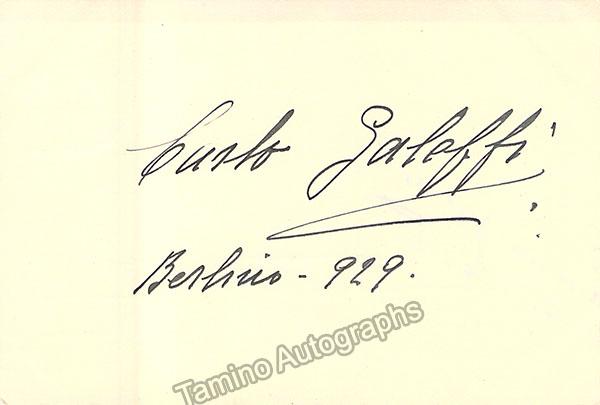 Carlo Galeffi
Berlino - 929.
Tamino Autographs